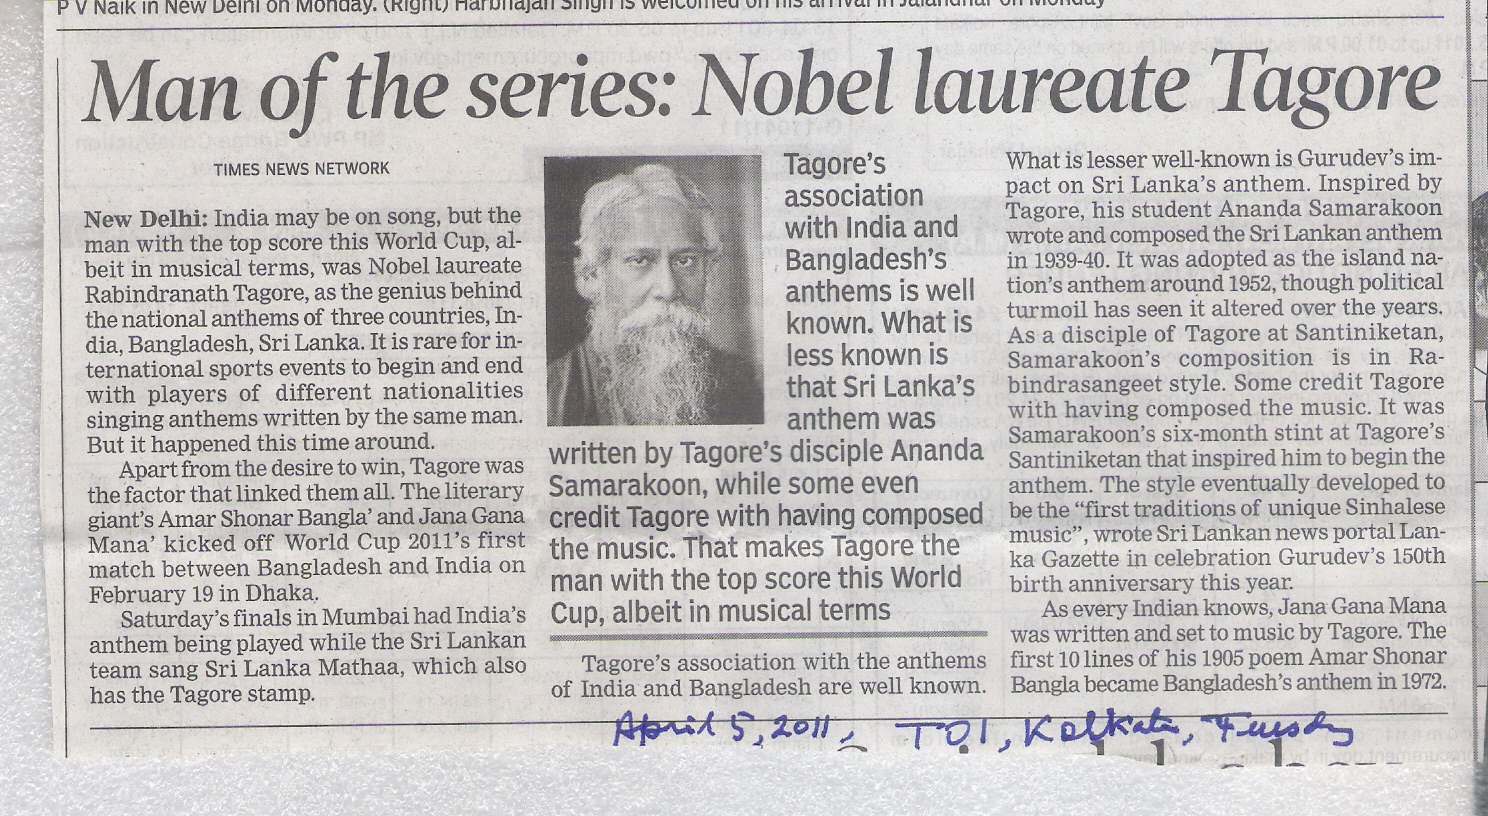 P V Naik in New Delhi on Monday. (Right) Harbhajan Singh is welcomed on his arrival in Jalandhar on Monday
Man of the series: Nobel laureate Tagore
TIMES NEWS NETWORK
New Delhi: India may be on song, but the
man with the top score this World Cup, al-
beit in musical terms, was Nobel laureate
Rabindranath Tagore, as the genius behind
the national anthems of three countries, In-
dia, Bangladesh, Sri Lanka. It is rare for in-
ternational sports events to begin and end
with players of different nationalities
singing anthems written by the same man.
But it happened this time around.
Apart from the desire to win, Tagore was
the factor that linked them all. The literary
giant's Amar Shonar Bangla' and Jana Gana
Mana' kicked off World Cup 2011's first
match between Bangladesh and India on
February 19 in Dhaka.
Saturday's finals in Mumbai had India's
anthem being played while the Sri Lankan
team sang Sri Lanka Mathaa, which also
has the Tagore stamp.
Tagore's
association
with India and
Bangladesh's
anthems is well
known. What is
less known is
that Sri Lanka's
anthem was
written by Tagore's disciple Ananda
Samarakoon, while some even
credit Tagore with having composed
the music. That makes Tagore the
man with the top score this World
Cup, albeit in musical terms
Tagore's association with the anthems
of India and Bangladesh are well known.
What is lesser well-known is Gurudev's im-
pact on Sri Lanka's anthem. Inspired by
Tagore, his student Ananda Samarakoon
wrote and composed the Sri Lankan anthem
in 1939-40. It was adopted as the island na-
tion's anthem around 1952, though political
turmoil has seen it altered over the years.
As a disciple of Tagore at Santiniketan,
Samarakoon's composition is in Ra-
bindrasangeet style. Some credit Tagore
with having composed the music. It was
Samarakoon's six-month stint at Tagore's
Santiniketan that inspired him to begin the
anthem. The style eventually developed to
be the "first traditions of unique Sinhalese
music", wrote Sri Lankan news portal Lan-
ka Gazette in celebration Gurudev's 150th
birth anniversary this year.
As every Indian knows, Jana Gana Mana
was written and set to music by Tagore. The
first 10 lines of his 1905 poem Amar Shonar
Bangla became Bangladesh's anthem in 1972.
April 5, 2011, TOI, Kolkata, Tuesday